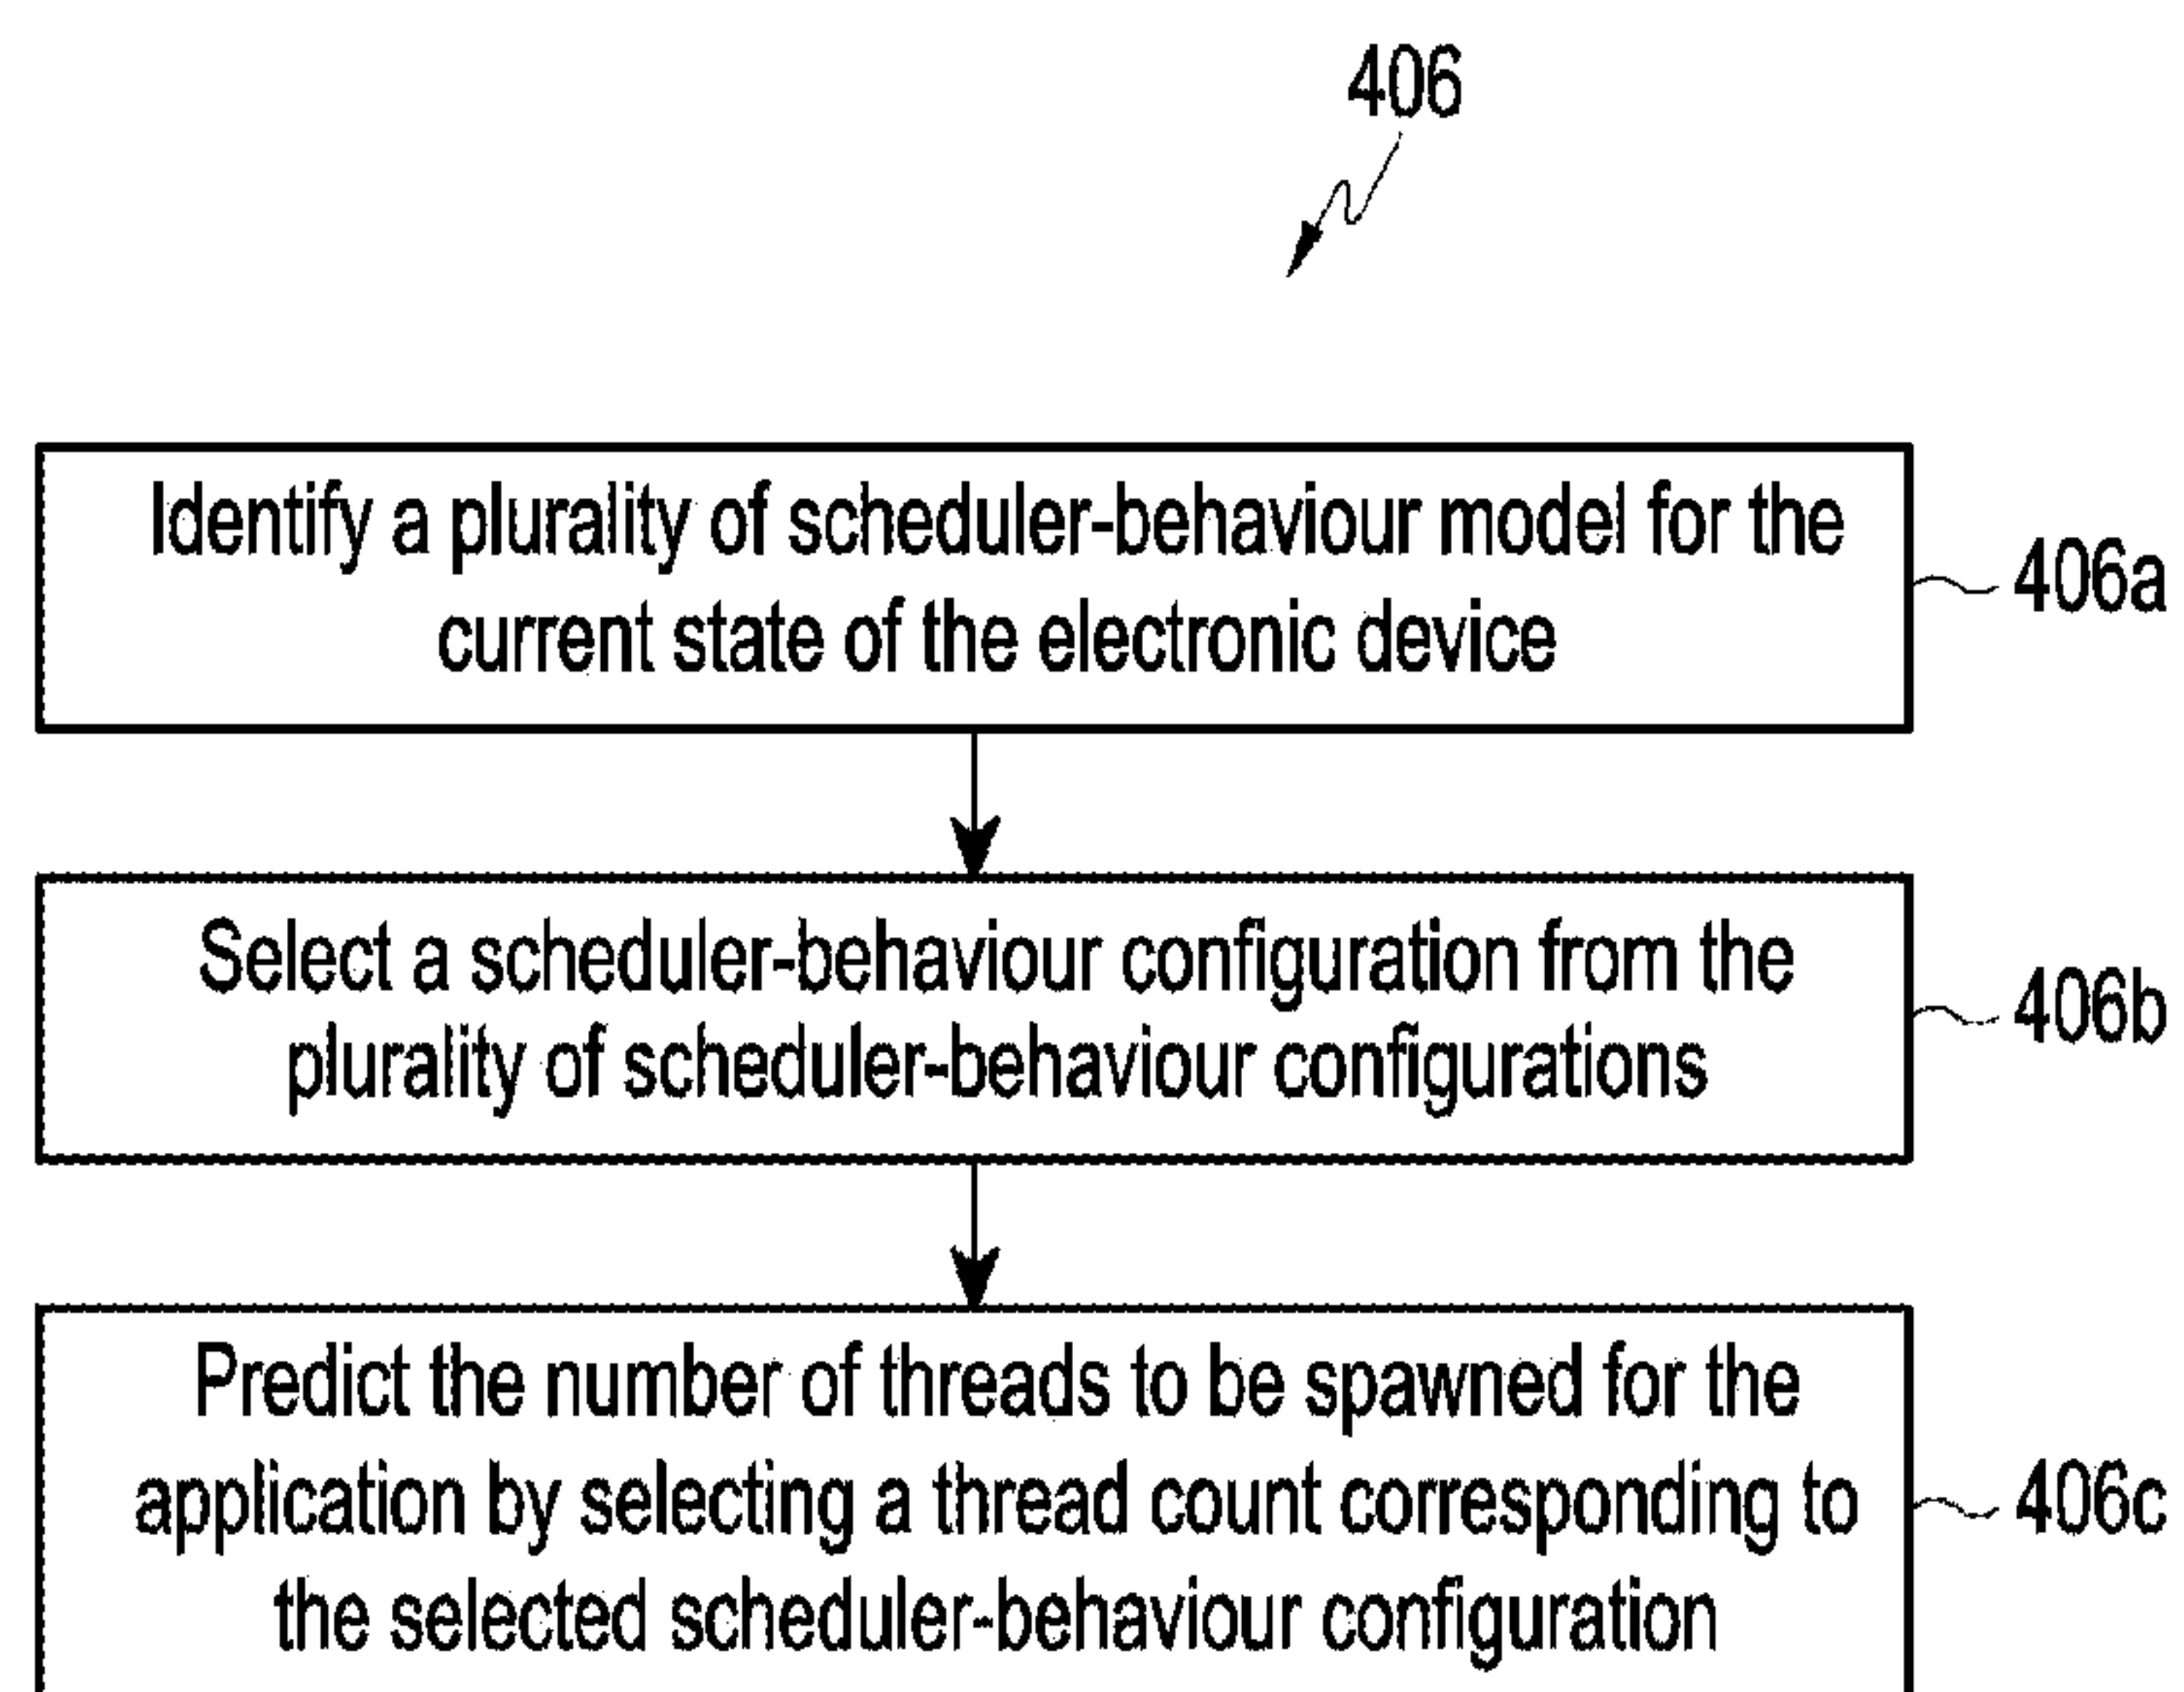 406
Identify a plurality of scheduler-behaviour model for the
current state of the electronic device
406a
Select a scheduler-behaviour configuration from the
plurality of scheduler-behaviour configurations
406b
Predict the number of threads to be spawned for the
application by selecting a thread count corresponding to
the selected scheduler-behaviour configuration
406c